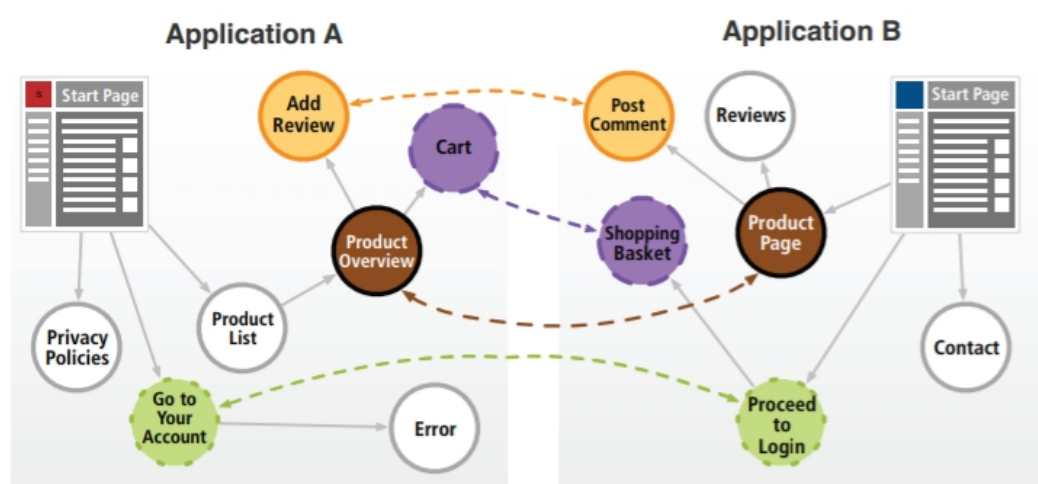 Application A
Application B
S
Start Page
Add
Review
Cart
Product
Overview
Product
List
Privacy
Policies
Go to
Your
Account
Error
Post
Comment
Reviews
Start Page
Shopping
Basket
Product
Page
Contact
Proceed
to
Login